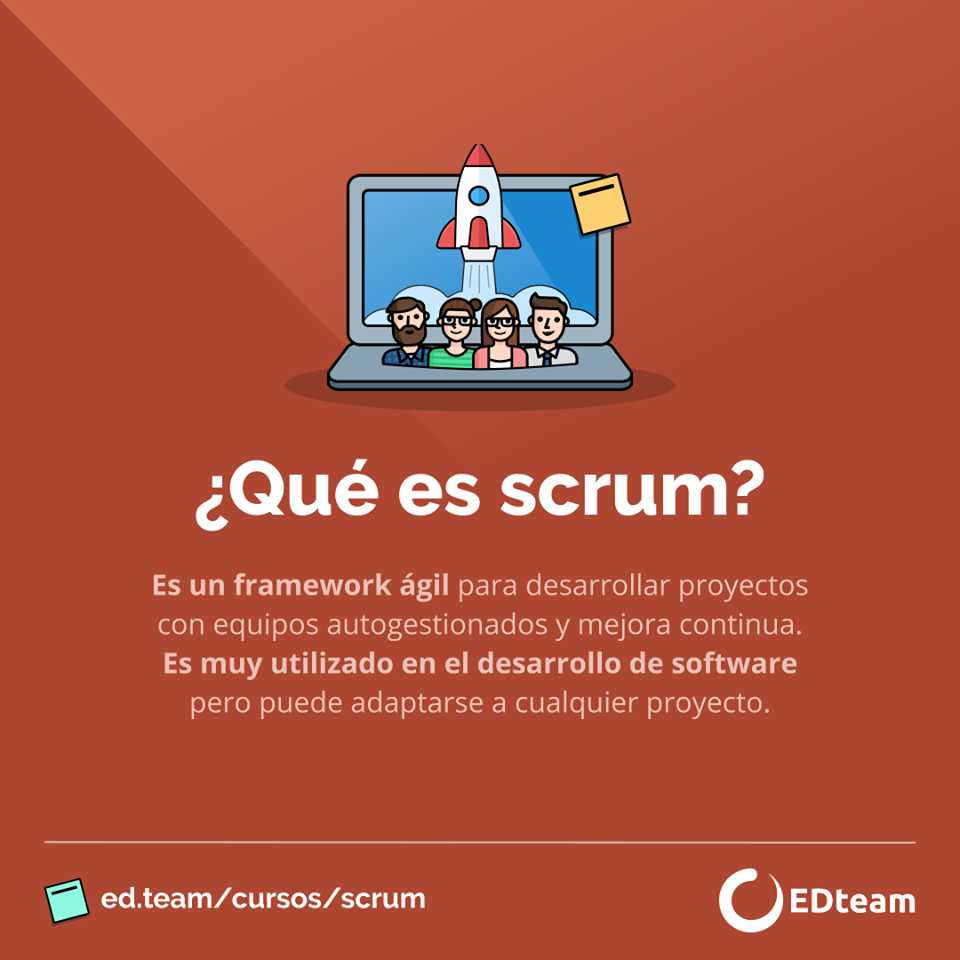 ¿Qué es scrum?
Es un framework ágil para desarrollar proyectos
con equipos autogestionados y mejora continua.
Es muy utilizado en el desarrollo de software
pero puede adaptarse a cualquier proyecto.
ed.team/cursos/scrum
EDteam